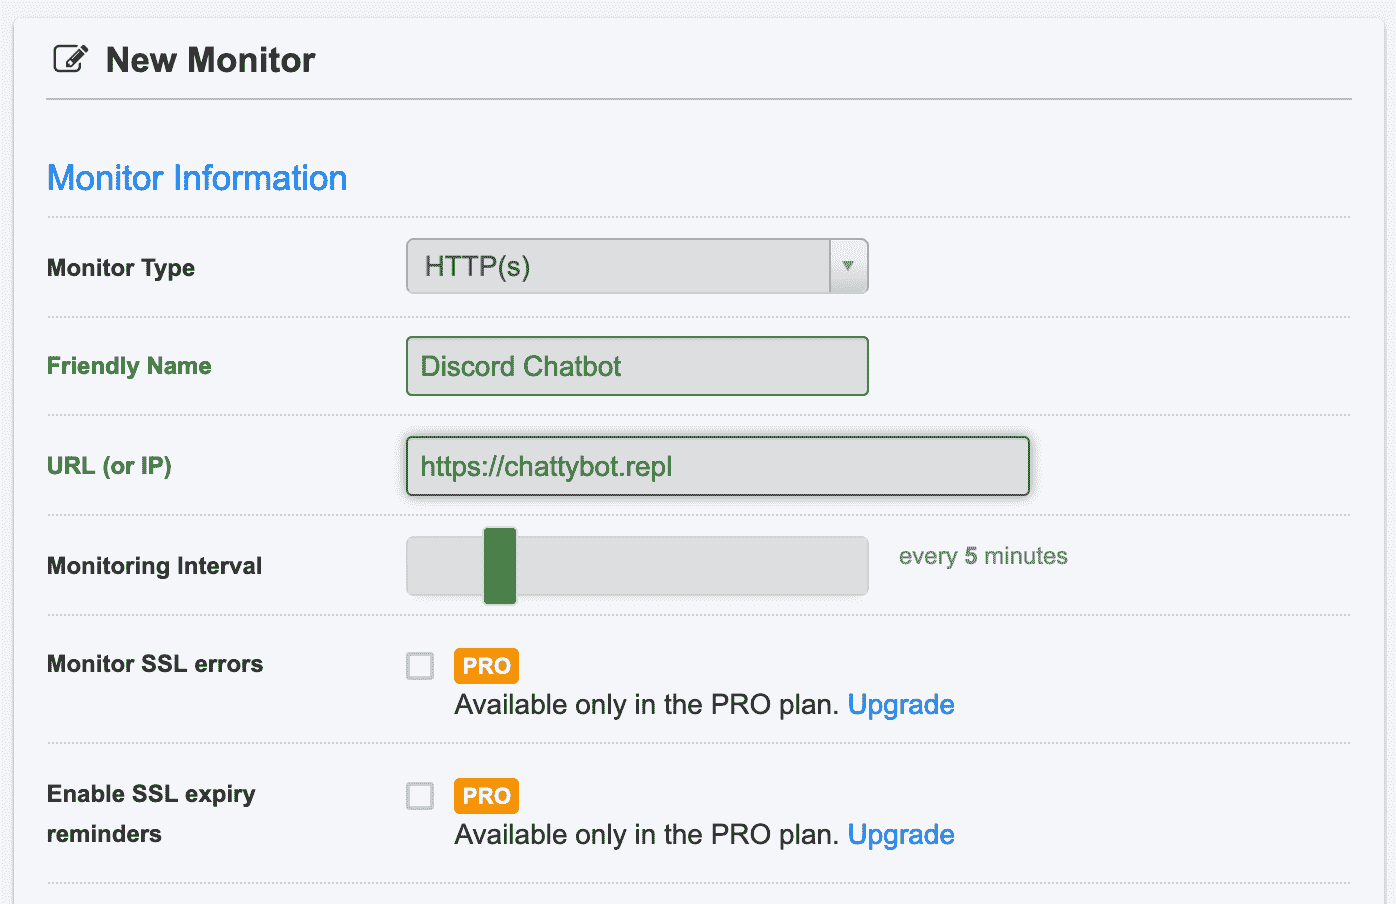 New Monitor
Monitor Information
Monitor Type
HTTP(s)
Friendly Name
Discord Chatbot
URL (or IP)
https://chattybot.repl
Monitoring Interval
every 5 minutes
Monitor SSL errors
PRO
Available only in the PRO plan. Upgrade
Enable SSL expiry
reminders
PRO
Available only in the PRO plan. Upgrade